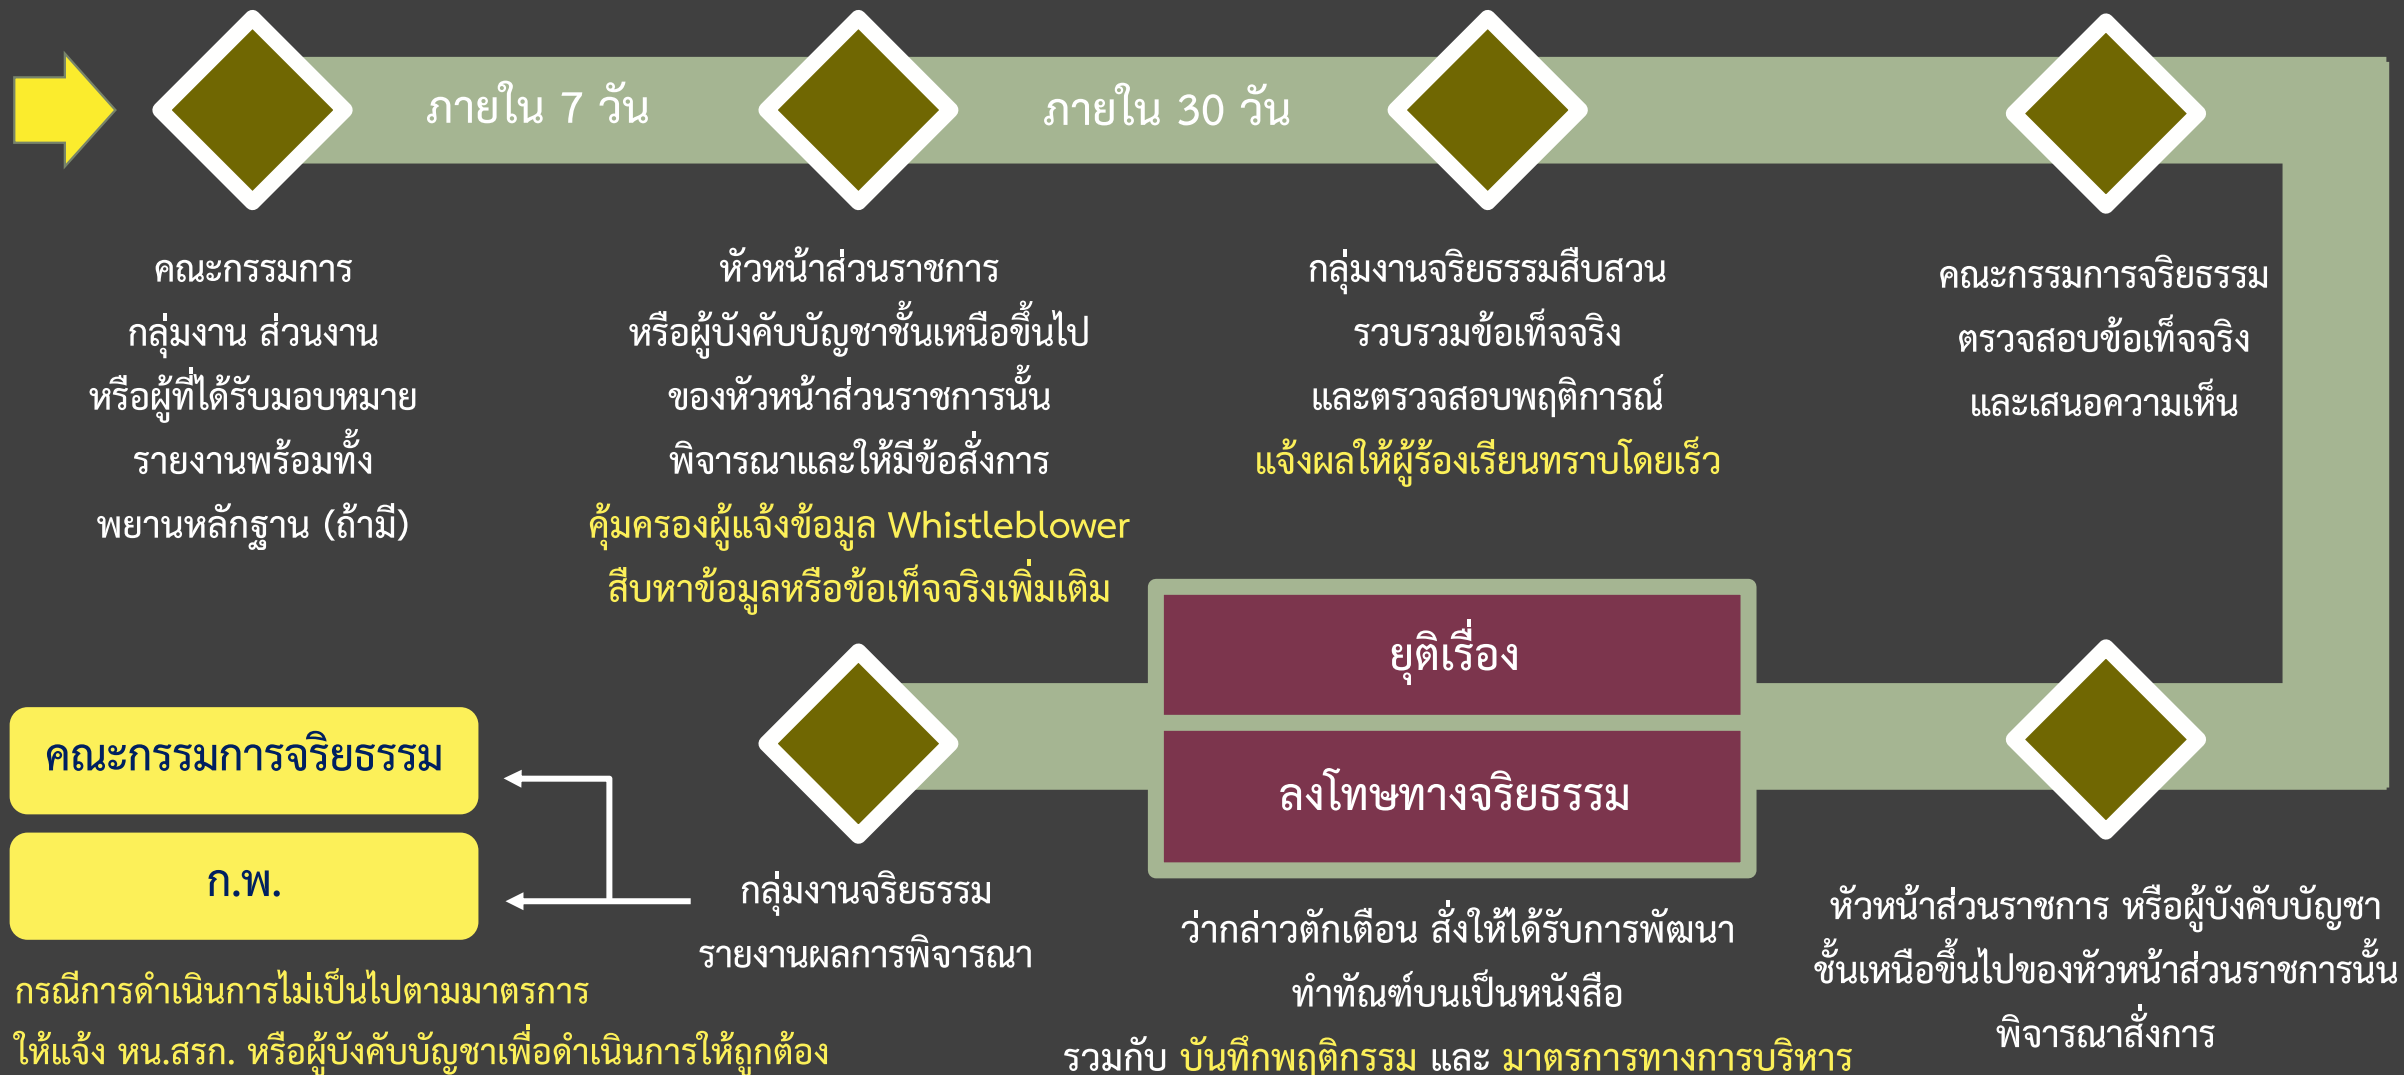 ภายใน 7 วัน
ภายใน 30 วัน
คณะกรรมการ
กลุ่มงาน ส่วนงาน
หรือผู้ที่ได้รับมอบหมาย
รายงานพร้อมทั้ง
พยานหลักฐาน (ถ้ามี)
หัวหน้าส่วนราชการ
หรือผู้บังคับบัญชาชั้นเหนือขึ้นไป
ของหัวหน้าส่วนราชการนั้น
พิจารณาและให้มีข้อสั่งการ
คุ้มครองผู้แจ้งข้อมูล Whistleblower
สืบหาข้อมูลหรือข้อเท็จจริงเพิ่มเติม
กลุ่มงานจริยธรรมสืบสวน
รวบรวมข้อเท็จจริง
และตรวจสอบพฤติการณ์
แจ้งผลให้ผู้ร้องเรียนทราบโดยเร็ว
คณะกรรมการจริยธรรม
ตรวจสอบข้อเท็จจริง
และเสนอความเห็น
หัวหน้าส่วนราชการ หรือผู้บังคับบัญชา
ชั้นเหนือขึ้นไปของหัวหน้าส่วนราชการนั้น
พิจารณาสั่งการ
ยุติเรื่อง
ลงโทษทางจริยธรรม
ว่ากล่าวตักเตือน สั่งให้ได้รับการพัฒนา
ทำทัณฑ์บนเป็นหนังสือ
รวมกับ บันทึกพฤติกรรม และ มาตรการทางการบริหาร
กลุ่มงานจริยธรรม
รายงานผลการพิจารณา
คณะกรรมการจริยธรรม
ก.พ.
กรณีการดำเนินการไม่เป็นไปตามมาตรการ
ให้แจ้ง หน.สรก. หรือผู้บังคับบัญชาเพื่อดำเนินการให้ถูกต้อง